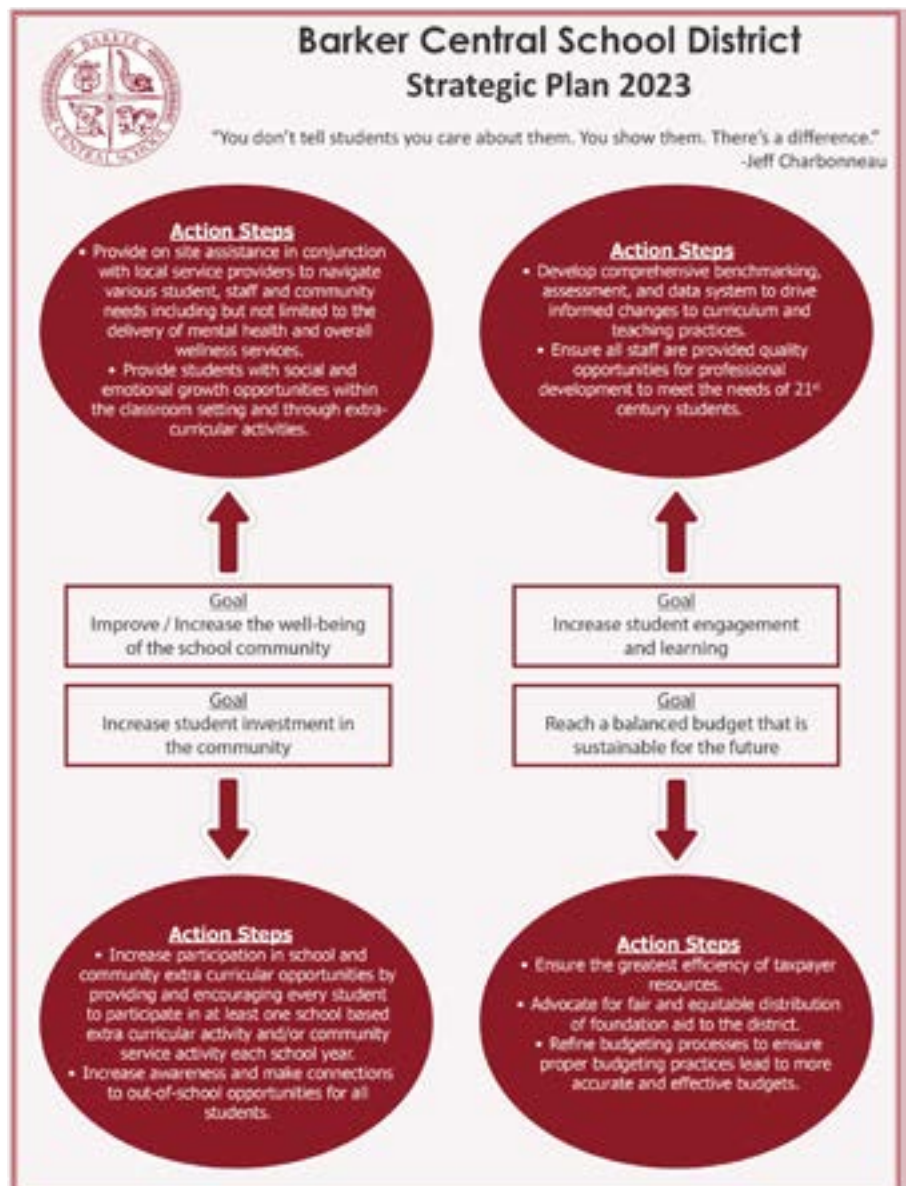 BARKER
CENTRAL SCHOOL
Barker Central School District
Strategic Plan 2023
"You don't tell students you care about them. You show them. There's a difference."
-Jeff Charbonneau
Action Steps
• Provide on site assistance in conjunction
with local service providers to navigate
various student, staff and community
needs including but not limited to the
delivery of mental health and overall
wellness services.
• Provide students with social and
emotional growth opportunities within
the classroom setting and through extra-
curricular activities.
Action Steps
• Develop comprehensive benchmarking,
assessment, and data system to drive
informed changes to curriculum and
teaching practices.
• Ensure all staff are provided quality
opportunities for professional
development to meet the needs of 21st
century students.
Goal
Improve / Increase the well-being
of the school community
Goal
Increase student engagement
and learning
Goal
Increase student investment in
the community
Goal
Reach a balanced budget that is
sustainable for the future
Action Steps
• Increase participation in school and
community extra curricular opportunities by
providing and encouraging every student
to participate in at least one school based
extra curricular activity and/or community
service activity each school year.
• Increase awareness and make connections
to out-of-school opportunities for all
students.
Action Steps
• Ensure the greatest efficiency of taxpayer
resources.
• Advocate for fair and equitable distribution
of foundation aid to the district.
• Refine budgeting processes to ensure
proper budgeting practices lead to more
accurate and effective budgets.